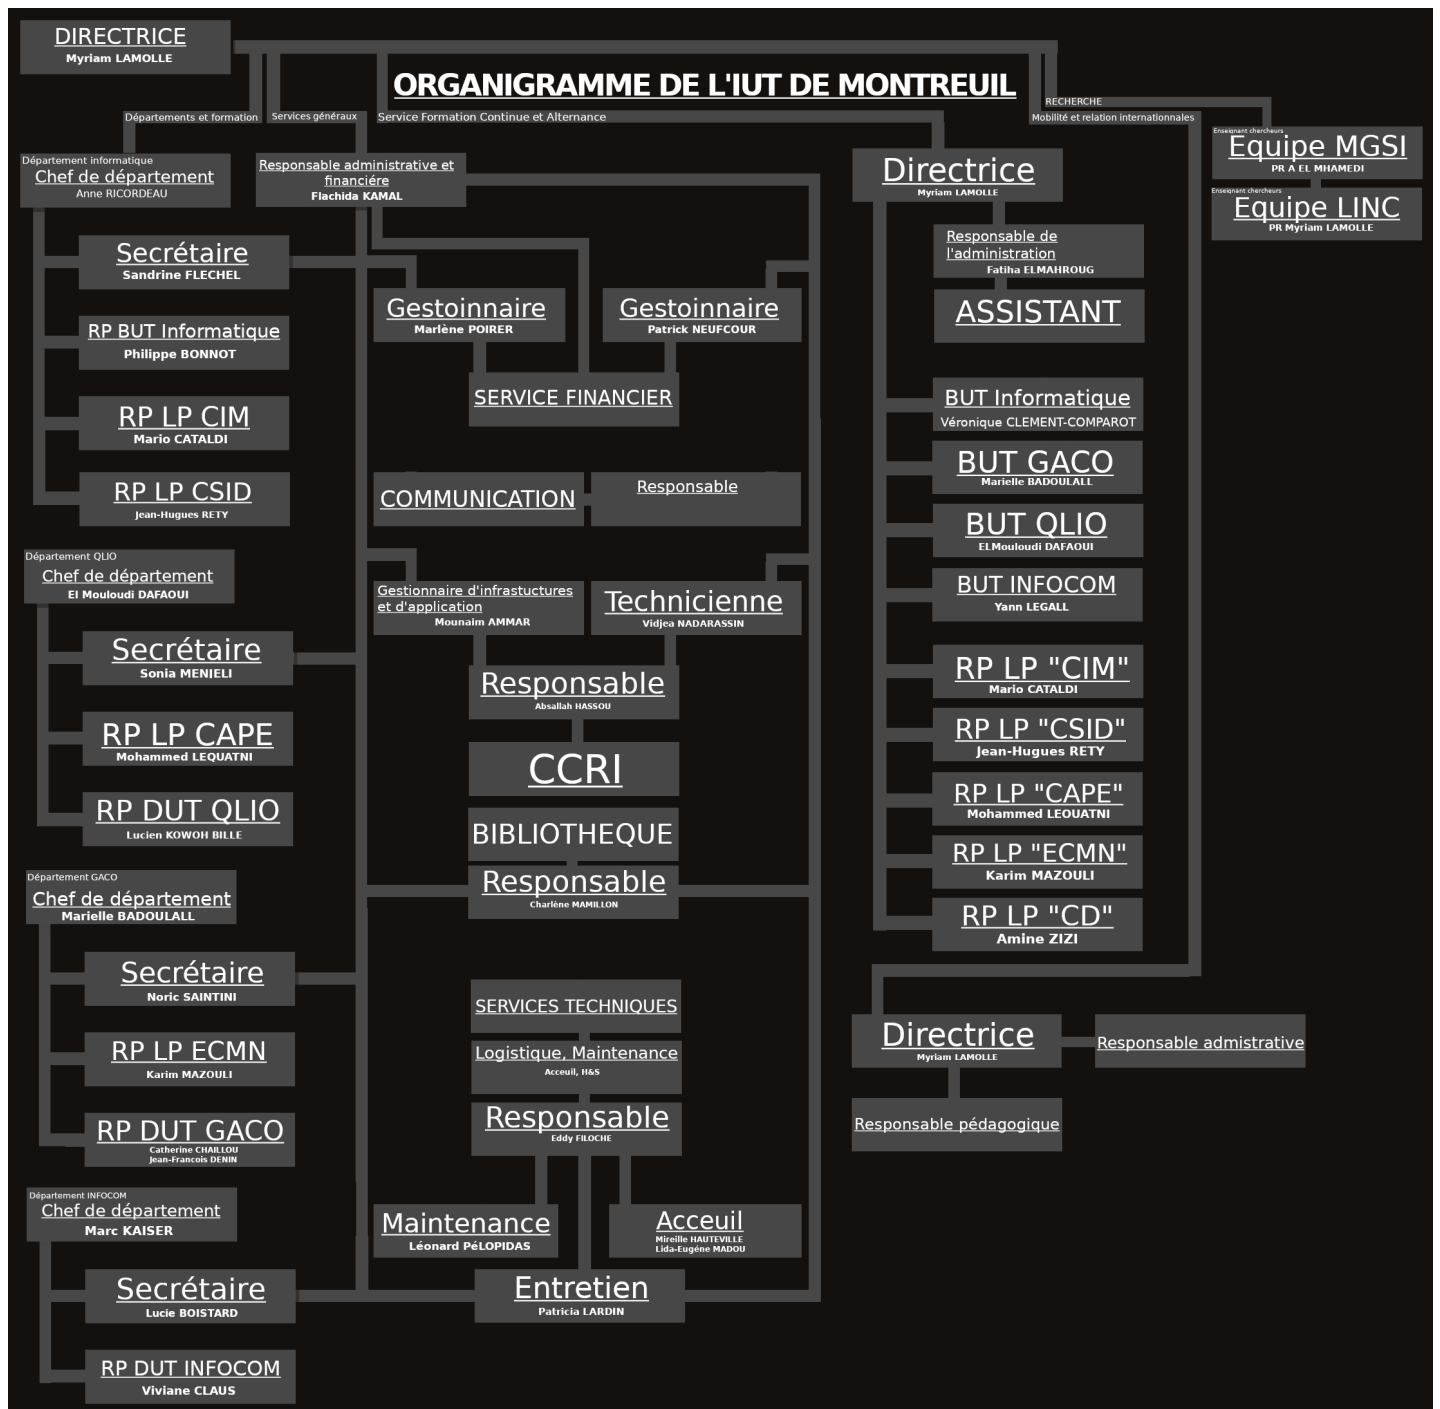 DIRECTRICE
Myriam LAMOLLE
ORGANIGRAMME DE L'IUT DE MONTREUIL
Départements et formation
Services généraux
Service Formation Continue et Alternance
RECHERCHE
Mobilité et relation internationnales
Département informatique
Chef de département
Anne RICORDEAU
Secrétaire
Sandrine FLECHEL
RP BUT Informatique
Philippe BONNOT
RP LP CIM
Mario CATALDI
RP LP CSID
Jean-Hugues RETY
Département QLIO
Chef de département
El Mouloudi DAFAOUI
Secrétaire
Sonia MENJELI
RP LP CAPE
Mohammed LEQUATNI
RP DUT QLIO
Lucien KOWOH BILLE
Département GACO
Chef de département
Marielle BADOULALL
Secrétaire
Noric SAINTINI
RP LP ECMN
Karim MAZOULI
RP DUT GACO
Catherine CHAILLOU
Jean-Francois DENIN
Département INFOCOM
Chef de département
Marc KAISER
Secrétaire
Lucie BOISTARD
RP DUT INFOCOM
Viviane CLAUS
Responsable administrative et
financiére
Flachida KAMAL
Gestoinnaire
Marlène POIRER
Gestoinnaire
Patrick NEUFCOUR
SERVICE FINANCIER
COMMUNICATION
Responsable
Gestionnaire d'infrastuctures
et d'application
Mounaim AMMAR
Technicienne
Vidjea NADARASSIN
Responsable
Absallah HASSOU
CCRI
BIBLIOTHEQUE
Responsable
Charlène MAMILLON
SERVICES TECHNIQUES
Logistique, Maintenance
Acceuil, H&S
Responsable
Eddy FILOCHE
Maintenance
Léonard PéLOPIDAS
Acceuil
Mireille HAUTEVILLE
Lida-Eugéne MADOU
Entretien
Patricia LARDIN
Directrice
Myriam LAMOLLE
Responsable de
l'administration
Fatiha ELMAHROUG
ASSISTANT
BUT Informatique
Véronique CLEMENT-COMPAROT
BUT GACO
Marielle BADOULALL
BUT QLIO
ELMouloudi DAFAOUI
BUT INFOCOM
Yann LEGALL
RP LP "CIM"
Mario CATALDI
RP LP "CSID"
Jean-Hugues RETY
RP LP "CAPE"
Mohammed LEOUATNI
RP LP "ECMN"
Karim MAZOULI
RP LP "CD"
Amine ZIZI
Directrice
Myriam LAMOLLE
Responsable admistrative
Responsable pédagogique
Enseignant chercheurs
Equipe MGSI
PR A EL MHAMEDI
Enseignant chercheurs
Equipe LINC
PR Myriam LAMOLLE